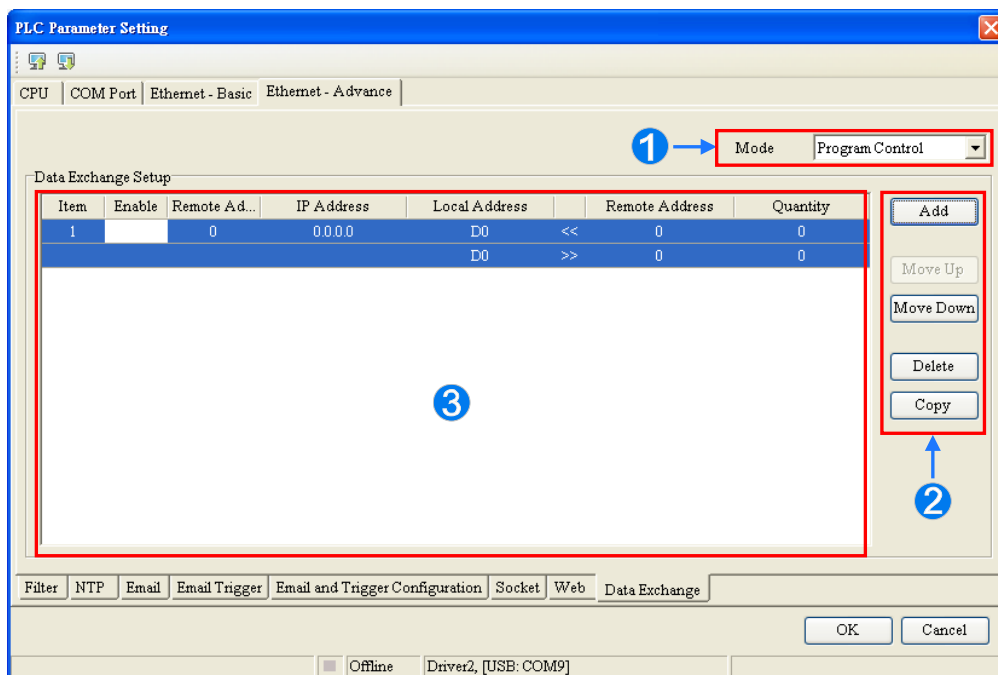 PLC Parameter Setting
CPU COM Port Ethernet - Basic Ethernet - Advance
1 Mode Program Control
Data Exchange Setup
Item Enable Remote Ad... IP Address Local Address Remote Address Quantity
1 0 0.0.0.0 D0 << 0 0
D0 >> 0 0
Add
Move Up
Move Down
Delete
Copy
3
2
Filter NTP Email Email Trigger Email and Trigger Configuration Socket Web Data Exchange
OK Cancel
Offline Driver2, [USB: COM9]